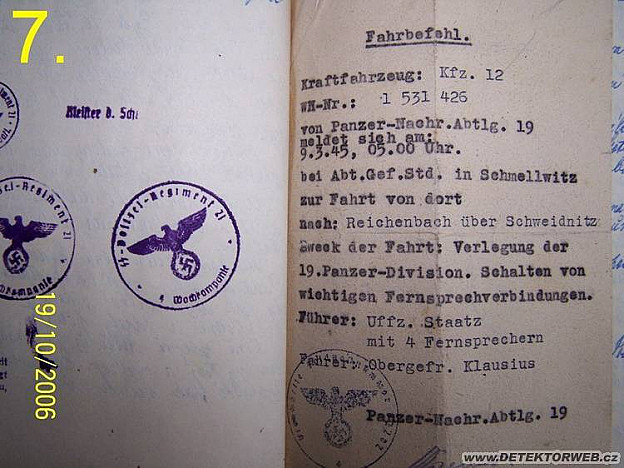 7.
Meister d. Sch
SS-Polizei-Regiment 21
Wachkompanie
19/10/2006
Fahrbefehl.
Kraftfahrzeug: Kfz. 12
WH-Nr.: 1 531 426
von Panzer-Nachr.Abtlg. 19
meldet sich am:
9.3.45, 05.00 Uhr.
bei Abt.Gef.Std. in Schmellwitz
zur Fahrt von dort
nach: Reichenbach über Schweidnitz
Zweck der Fahrt: Verlegung der
19.Panzer-Division. Schalten von
wichtigen Fernsprechverbindungen.
Führer: Uffz. Staatz
mit 4 Fernsprechern
Fahrer: Obergefr. Klausius
Panzer-Nachr.Abtlg. 19
www.DETEKTORWEB.cz